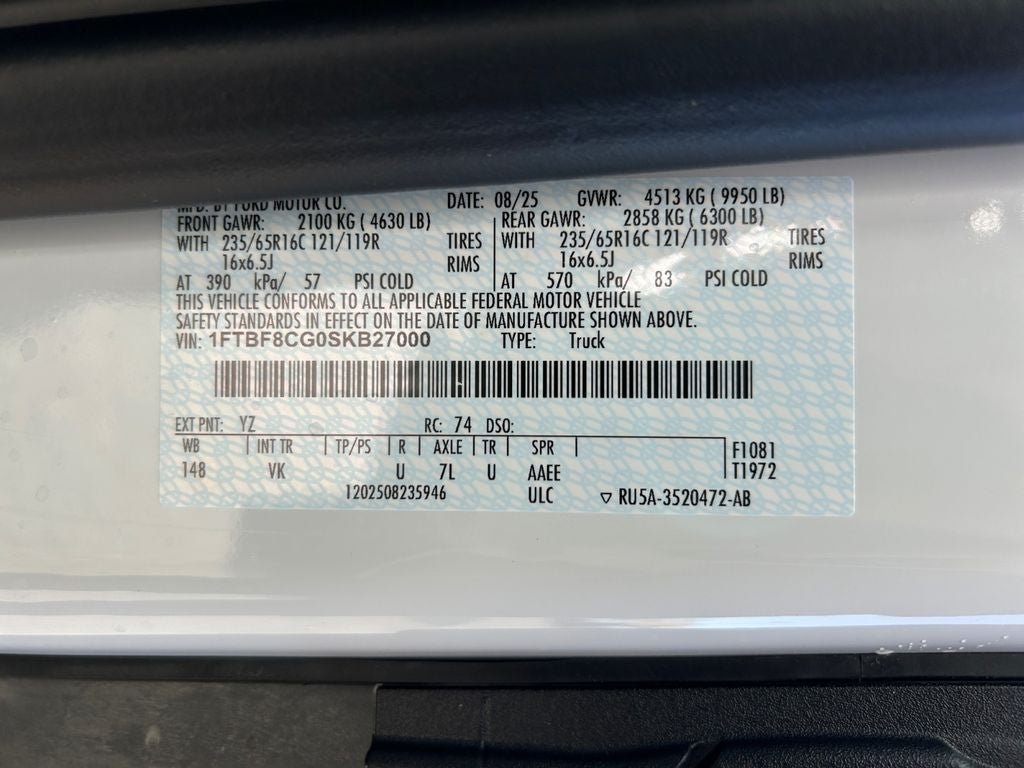 MFD. BY FORD MOTOR CO. DATE: 08/25 GVWR: 4513 KG ( 9950 LB)
FRONT GAWR: 2100 KG ( 4630 LB) REAR GAWR: 2858 KG ( 6300 LB)
WITH 235/65R16C 121/119R TIRES WITH 235/65R16C 121/119R TIRES
16x6.5J RIMS 16x6.5J RIMS
AT 390 kPa/ 57 PSI COLD AT 570 kPa/ 83 PSI COLD
THIS VEHICLE CONFORMS TO ALL APPLICABLE FEDERAL MOTOR VEHICLE
SAFETY STANDARDS IN EFFECT ON THE DATE OF MANUFACTURE SHOWN ABOVE.
VIN: 1FTBF8CG0SKB27000 TYPE: Truck
EXT PNT: YZ RC: 74 DSO:
WB INT TR TP/PS R AXLE TR SPR F1081
148 VK U 7L U AAEE T1972
1202508235946 ULC ▽ RU5A-3520472-AB